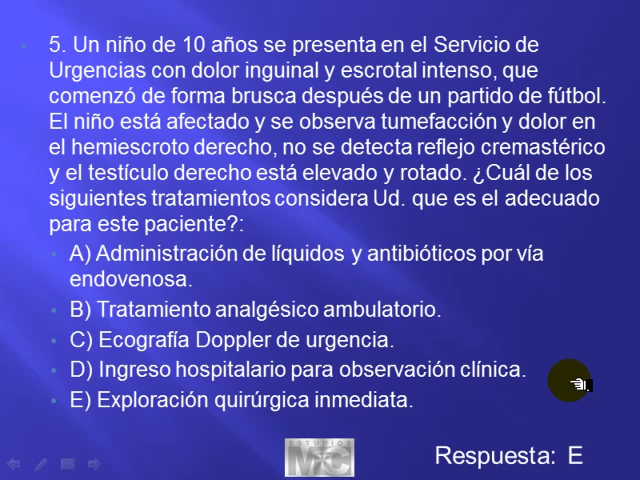 5. Un niño de 10 años se presenta en el Servicio de
Urgencias con dolor inguinal y escrotal intenso, que
comenzó de forma brusca después de un partido de fútbol.
El niño está afectado y se observa tumefacción y dolor en
el hemiescroto derecho, no se detecta reflejo cremastérico
y el testículo derecho está elevado y rotado. ¿Cuál de los
siguientes tratamientos considera Ud. que es el adecuado
para este paciente?:
A) Administración de líquidos y antibióticos por vía
endovenosa.
B) Tratamiento analgésico ambulatorio.
C) Ecografía Doppler de urgencia.
D) Ingreso hospitalario para observación clínica.
E) Exploración quirúrgica inmediata.
ESTUDIOS
MC
Respuesta: E